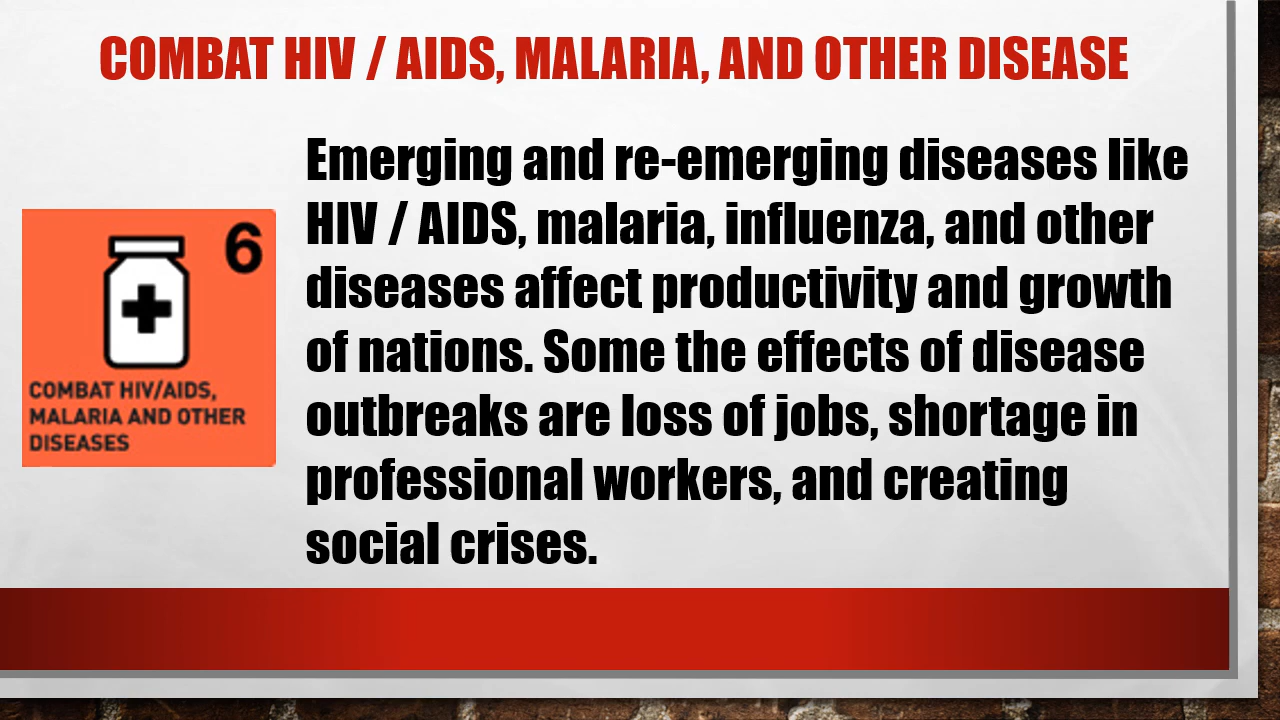 COMBAT HIV / AIDS, MALARIA, AND OTHER DISEASE
6
COMBAT HIV/AIDS,
MALARIA AND OTHER
DISEASES
Emerging and re-emerging diseases like
HIV / AIDS, malaria, influenza, and other
diseases affect productivity and growth
of nations. Some the effects of disease
outbreaks are loss of jobs, shortage in
professional workers, and creating
social crises.